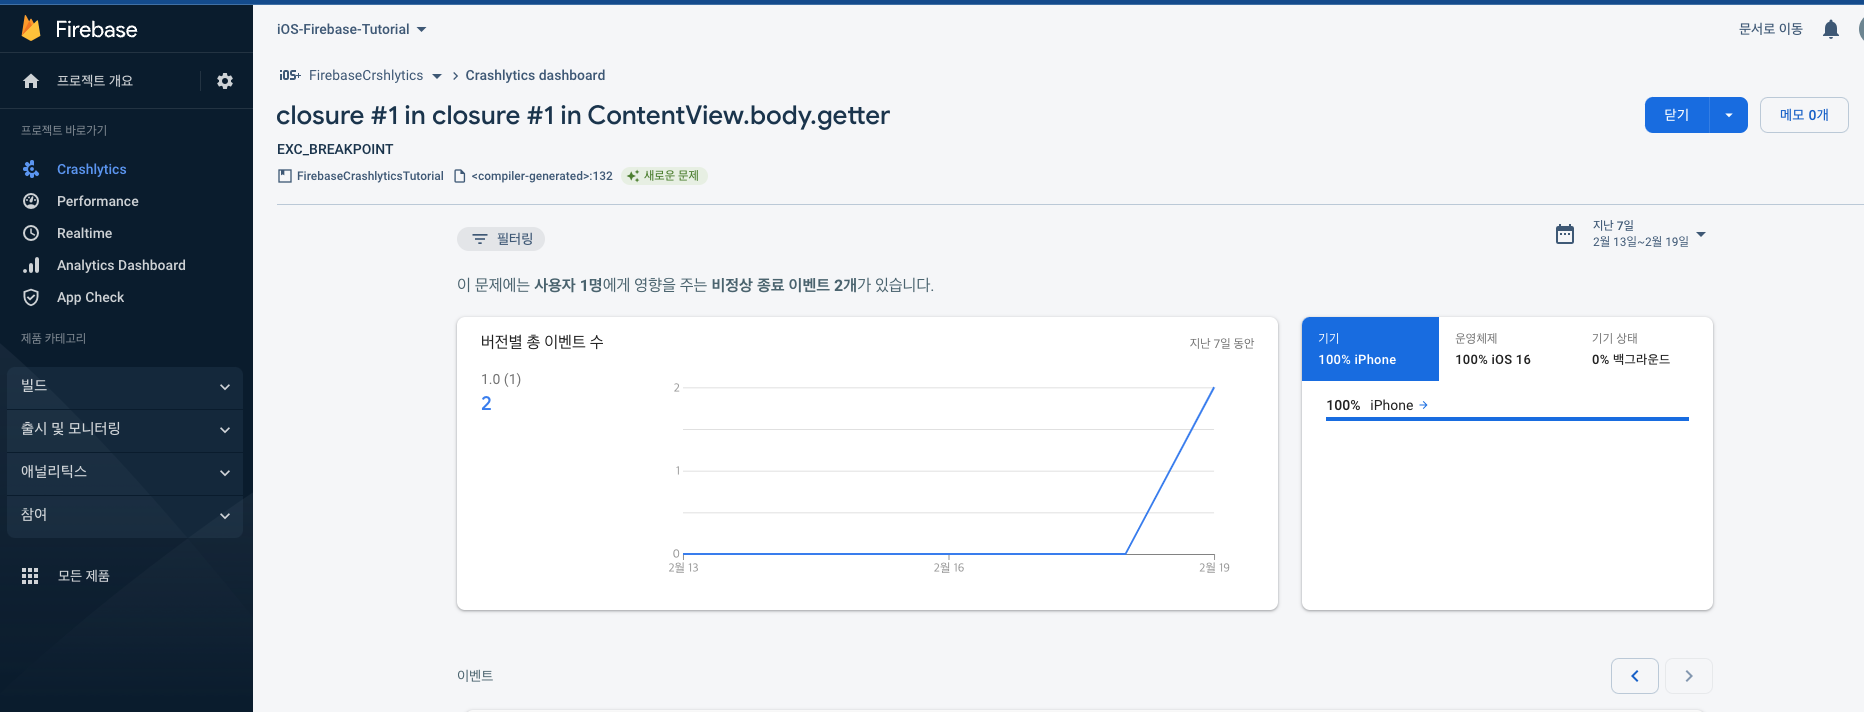 Firebase
프로젝트 개요
프로젝트 바로가기
Crashlytics
Performance
Realtime
Analytics Dashboard
App Check
제품 카테고리
빌드
출시 및 모니터링
애널리틱스
참여
모든 제품
iOS-Firebase-Tutorial
문서로 이동
iOS+ FirebaseCrshlytics > Crashlytics dashboard
closure #1 in closure #1 in ContentView.body.getter
닫기
메모 0개
EXC_BREAKPOINT
FirebaseCrashlyticsTutorial <compiler-generated>:132 새로운 문제
필터링
지난 7일
2월 13일~2월 19일
이 문제에는 사용자 1명에게 영향을 주는 비정상 종료 이벤트 2개가 있습니다.
버전별 총 이벤트 수
지난 7일 동안
1.0 (1)
2
2
1
0
2월 13 2월 16 2월 19
기기 운영체제 기기 상태
100% iPhone 100% iOS 16 0% 백그라운드
100% iPhone
이벤트